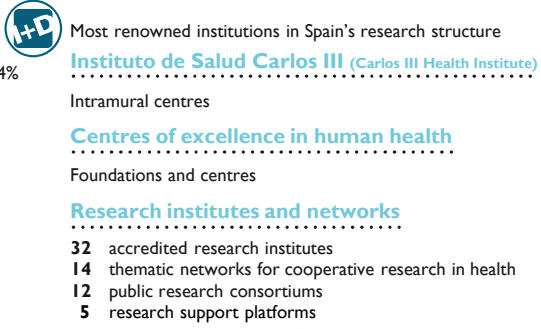 I+D
Most renowned institutions in Spain's research structure
4%
Instituto de Salud Carlos III (Carlos III Health Institute)
Intramural centres
Centres of excellence in human health
Foundations and centres
Research institutes and networks
32 accredited research institutes
14 thematic networks for cooperative research in health
12 public research consortiums
5 research support platforms